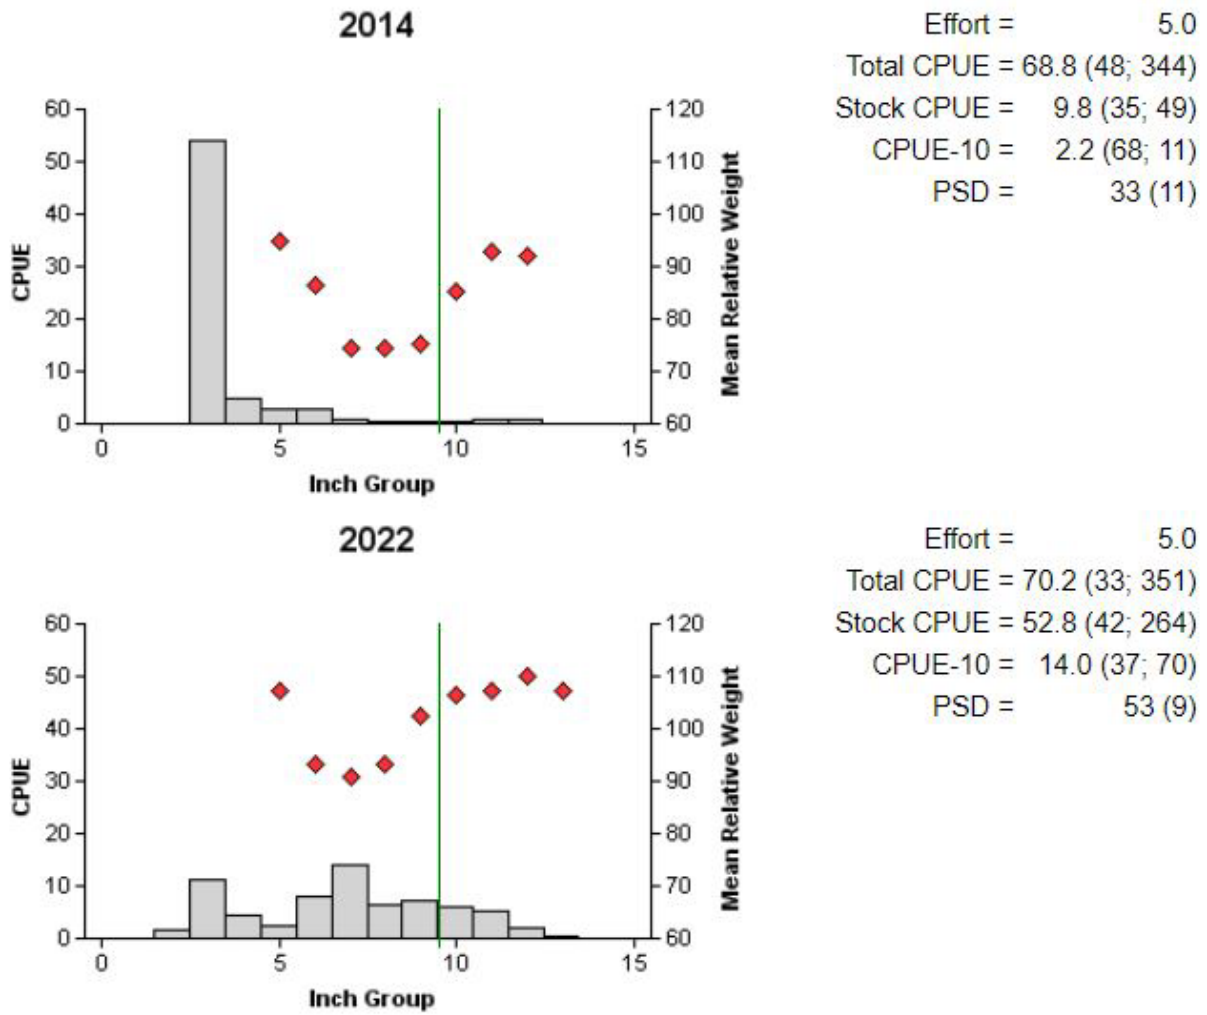 2014
Effort = 5.0
Total CPUE = 68.8 (48; 344)
Stock CPUE = 9.8 (35; 49)
CPUE-10 = 2.2 (68; 11)
PSD = 33 (11)
60
50
40
30
20
10
0
CPUE
120
110
100
90
80
70
60
Mean Relative Weight
0 5 10 15
Inch Group
2022
Effort = 5.0
Total CPUE = 70.2 (33; 351)
Stock CPUE = 52.8 (42; 264)
CPUE-10 = 14.0 (37; 70)
PSD = 53 (9)
60
50
40
30
20
10
0
CPUE
120
110
100
90
80
70
60
Mean Relative Weight
0 5 10 15
Inch Group